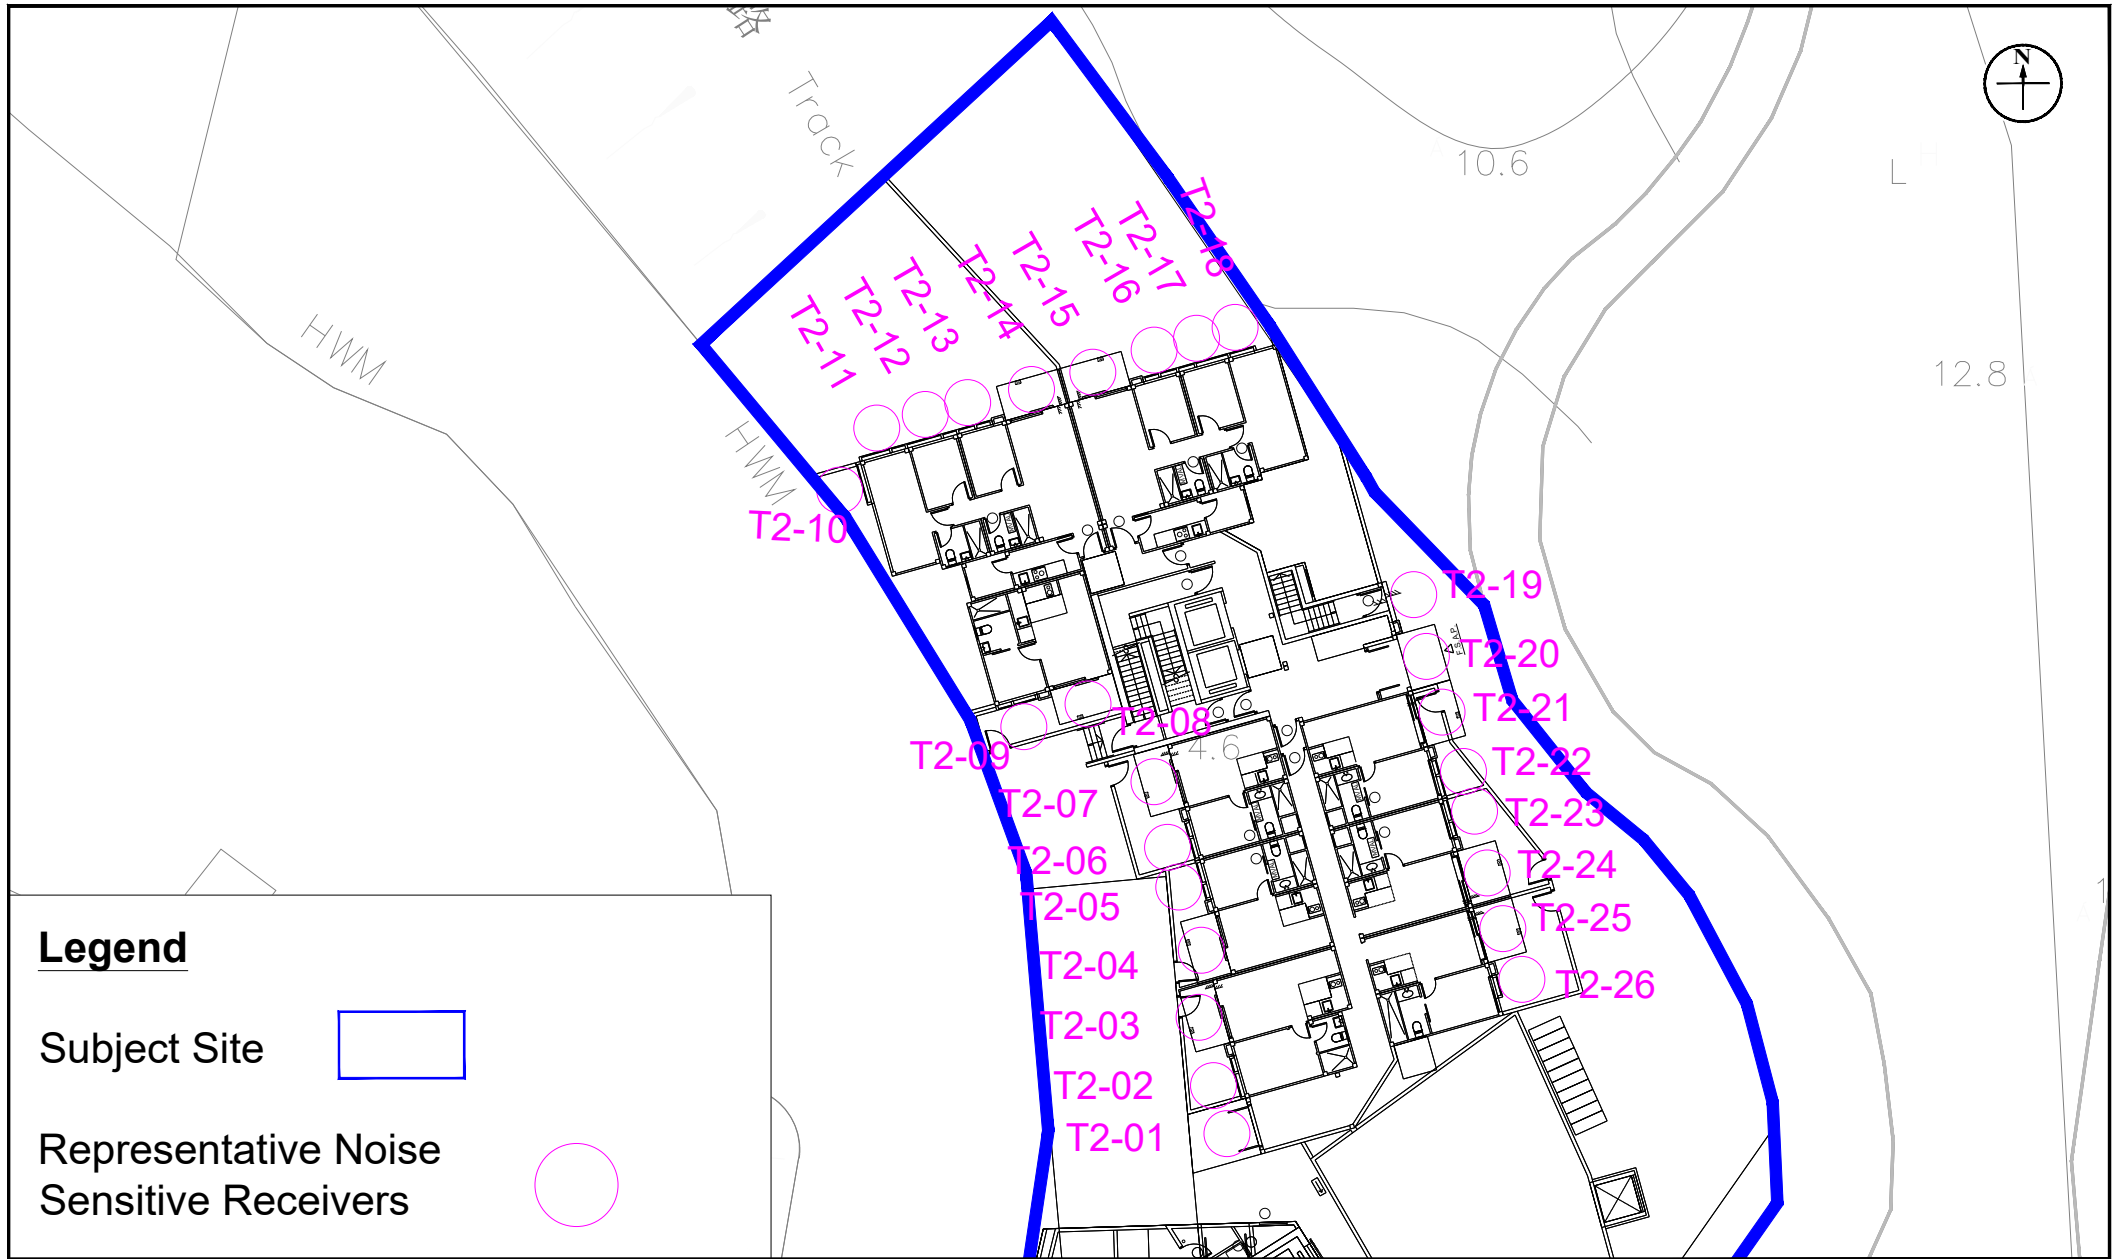 路
Track
N
10.6
L
12.8
HWM
HWM
T2-18
T2-17
T2-16
T2-15
T2-14
T2-13
T2-12
T2-11
T2-10
T2-19
F.S.A.P.
T2-20
T2-21
T2-08
4.6
T2-09
T2-22
T2-07
T2-23
T2-06
T2-24
T2-05
T2-25
T2-04
T2-26
T2-03
T2-02
T2-01
Legend
Subject Site
Representative Noise
Sensitive Receivers